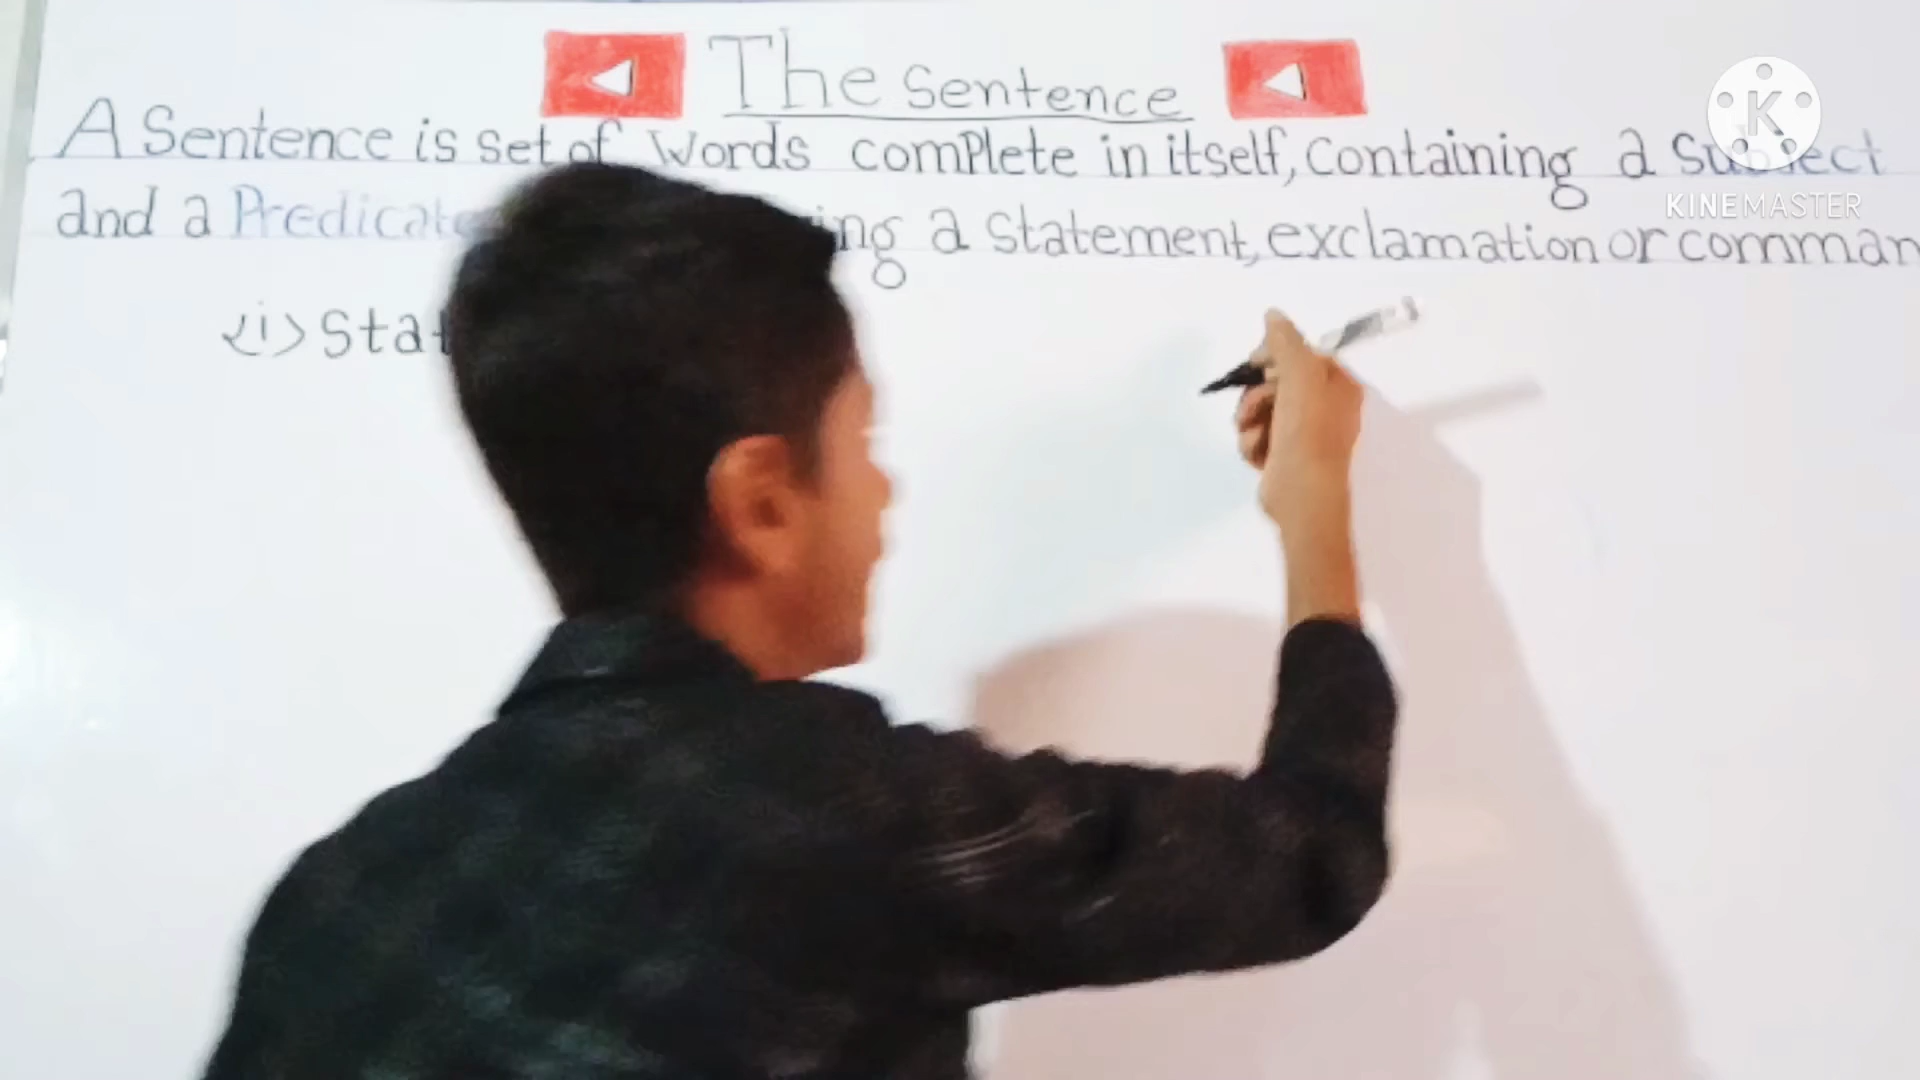 The Sentence
A Sentence is set of Words complete in itself, Containing a Subject
and a Predicate ing a Statement, exclamation or comman
(i) Stat
K
KINEMASTER